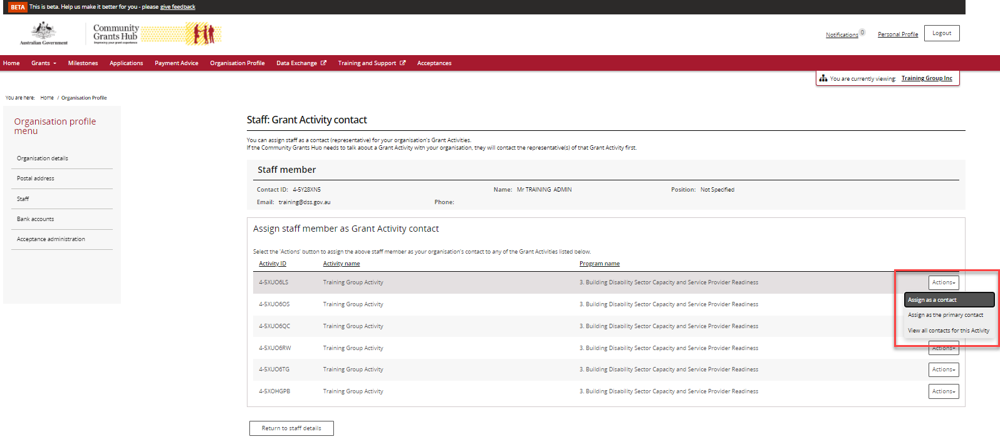 BETA This is beta. Help us make it better for you - please give feedback
Australian Government
Community
Grants Hub
Improving your grant experience
Notifications 0 Personal Profile Logout
Home Grants Milestones Applications Payment Advice Organisation Profile Data Exchange Training and Support Acceptances
You are currently viewing: Training Group Inc
You are here: Home / Organisation Profile
Organisation profile
menu
Organisation details
Postal address
Staff
Bank accounts
Acceptance administration
Staff: Grant Activity contact
You can assign staff as a contact (representative) for your organisation's Grant Activities.
If the Community Grants Hub needs to talk about a Grant Activity with your organisation, they will contact the representative(s) of that Grant Activity first.
Staff member
Contact ID: 4-5Y28XN5 Name: Mr TRAINING ADMIN Position: Not Specified
Email: training@dss.gov.au Phone:
Assign staff member as Grant Activity contact
Select the 'Actions' button to assign the above staff member as your organisation's contact to any of the Grant Activities listed below.
Activity ID Activity name Program name
4-5XUO6LS Training Group Activity 3. Building Disability Sector Capacity and Service Provider Readiness Actions
Assign as a contact
4-5XUO6OS Training Group Activity 3. Building Disability Sector Capacity and Service Provider Readiness
Assign as the primary contact
4-5XUO6QC Training Group Activity 3. Building Disability Sector Capacity and Service Provider Readiness
View all contacts for this Activity
4-5XUO6RW Training Group Activity 3. Building Disability Sector Capacity and Service Provider Readiness Actions
4-5XUO6TG Training Group Activity 3. Building Disability Sector Capacity and Service Provider Readiness Actions
4-5XOHGPB Training Group Activity 3. Building Disability Sector Capacity and Service Provider Readiness Actions
Return to staff details